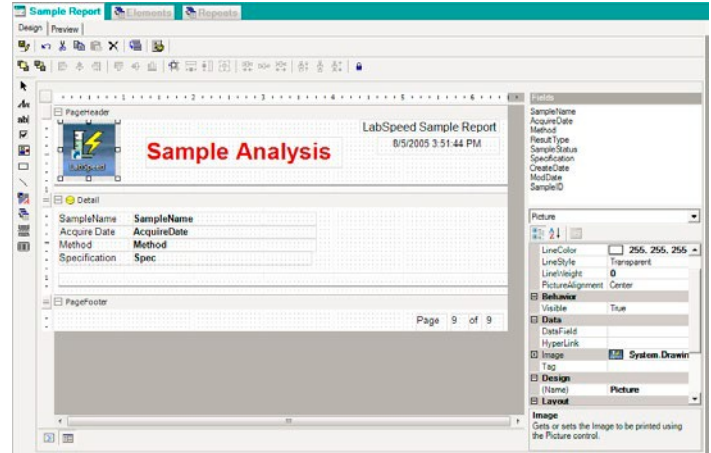 Sample Report Elements Repeats
Design Preview
PageHeader
LabSpeed
Sample Analysis
LabSpeed Sample Report
8/5/2005 3:51:44 PM
Detail
SampleName SampleName
Acquire Date AcquireDate
Method Method
Specification Spec
PageFooter
Page 9 of 9
Fields
SampleName
AcquireDate
Method
ResultType
SampleStatus
Specification
CreateDate
ModDate
SampleID
Picture
LineColor 255, 255, 255
LineStyle Transparent
LineWeight 0
PictureAlignment Center
Behavior
Visible True
Data
DataField
HyperLink
Image System.Drawin
Tag
Design
(Name) Picture
Layout
Image
Gets or sets the Image to be printed using
the Picture control.